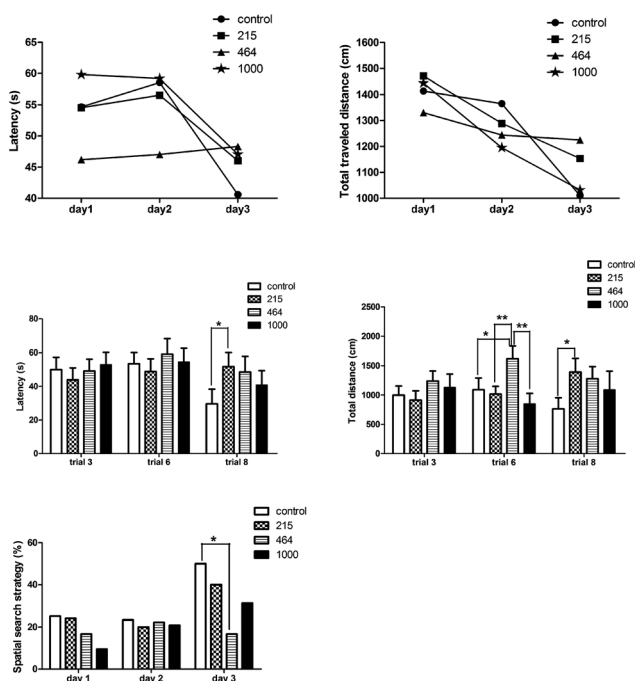 control
215
464
1000
65
60
55
50
45
40
Latency (s)
day1 day2 day3
control
215
464
1000
1600
1500
1400
1300
1200
1100
1000
Total traveled distance (cm)
day1 day2 day3
control
215
464
1000
80
60
40
20
0
Latency (s)
*
trial 3 trial 6 trial 8
control
215
464
1000
2500
2000
1500
1000
500
0
Total distance (cm)
* ** ** *
trial 3 trial 6 trial 8
control
215
464
1000
60
40
20
0
Spatial search strategy (%)
*
day 1 day 2 day 3